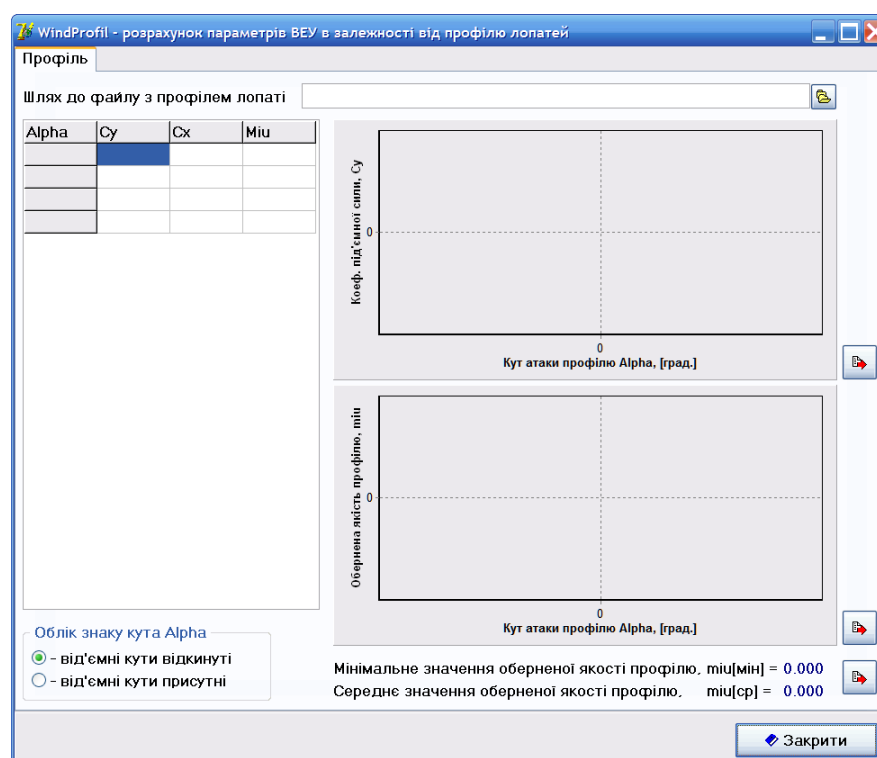 WindProfil - розрахунок параметрів ВЕУ в залежності від профілю лопатей
Профіль
Шлях до файлу з профілем лопаті
Alpha Cy Cx Miu
Коеф. під'ємної сили, Cy
0
0
Кут атаки профілю Alpha, [град.]
Обернена якість профілю, miu
0
0
Кут атаки профілю Alpha, [град.]
Облік знаку кута Alpha
- від'ємні кути відкинуті
- від'ємні кути присутні
Мінімальне значення оберненої якості профілю, miu[мін] = 0.000
Середнє значення оберненої якості профілю, miu[ср] = 0.000
Закрити